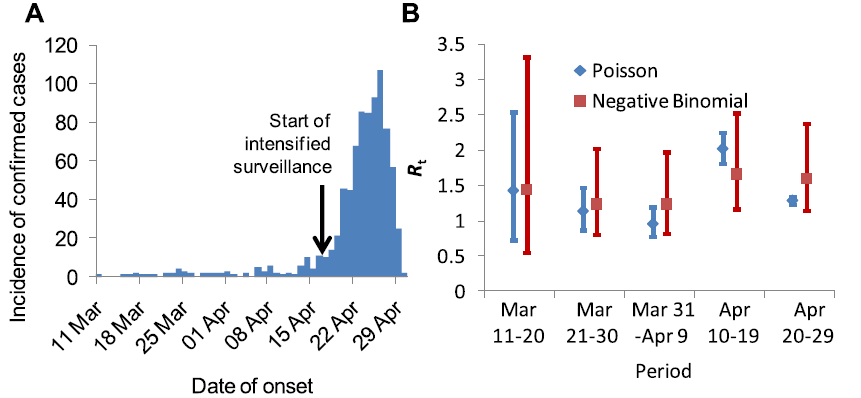 A
Incidence of confirmed cases
120
100
80
60
40
20
0
Start of
intensified
surveillance
11 Mar
18 Mar
25 Mar
01 Apr
08 Apr
15 Apr
22 Apr
29 Apr
Date of onset
B
Rt
3.5
3
2.5
2
1.5
1
0.5
0
Poisson
Negative Binomial
Mar
11-20
Mar
21-30
Mar 31
-Apr 9
Apr
10-19
Apr
20-29
Period